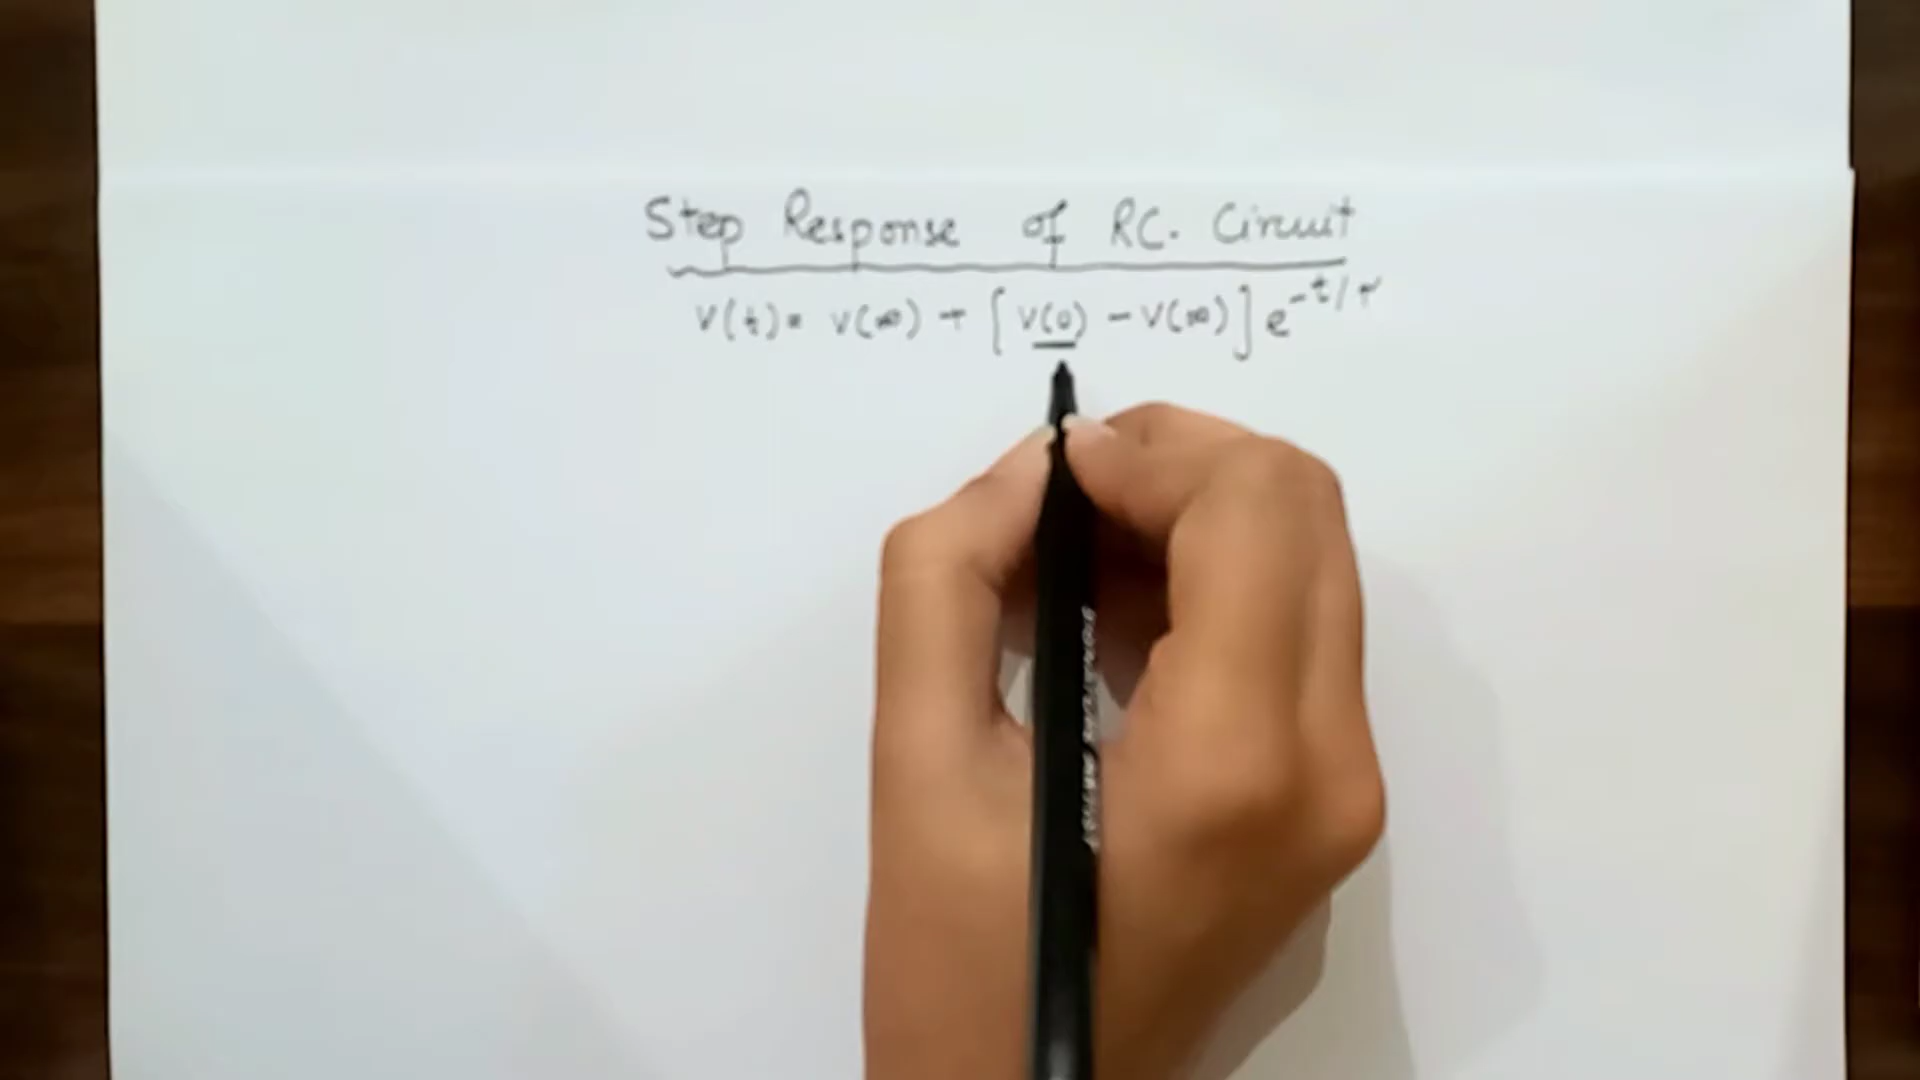 Step Response of RC. Circuit
v(t) = v(∞) + [v(0) - v(∞)] e^-t/τ